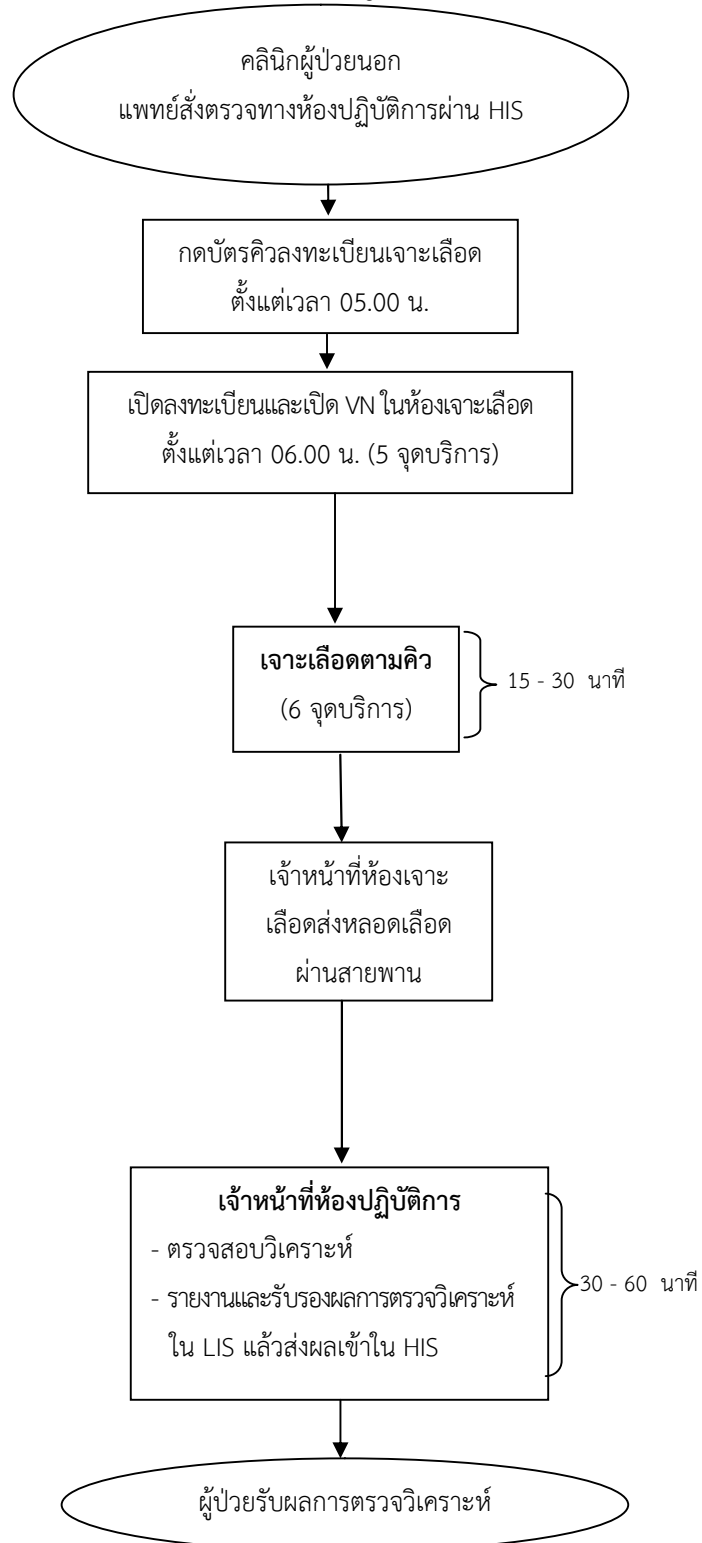 คลินิกผู้ป่วยนอก
แพทย์สั่งตรวจทางห้องปฏิบัติการผ่าน HIS
กดบัตรคิวลงทะเบียนเจาะเลือด
ตั้งแต่เวลา 05.00 น.
เปิดลงทะเบียนและเปิด VN ในห้องเจาะเลือด
ตั้งแต่เวลา 06.00 น. (5 จุดบริการ)
เจาะเลือดตามคิว
(6 จุดบริการ)
15 - 30 นาที
เจ้าหน้าที่ห้องเจาะ
เลือดส่งหลอดเลือด
ผ่านสายพาน
เจ้าหน้าที่ห้องปฏิบัติการ
- ตรวจสอบวิเคราะห์
- รายงานและรับรองผลการตรวจวิเคราะห์
ใน LIS แล้วส่งผลเข้าใน HIS
30 - 60 นาที
ผู้ป่วยรับผลการตรวจวิเคราะห์